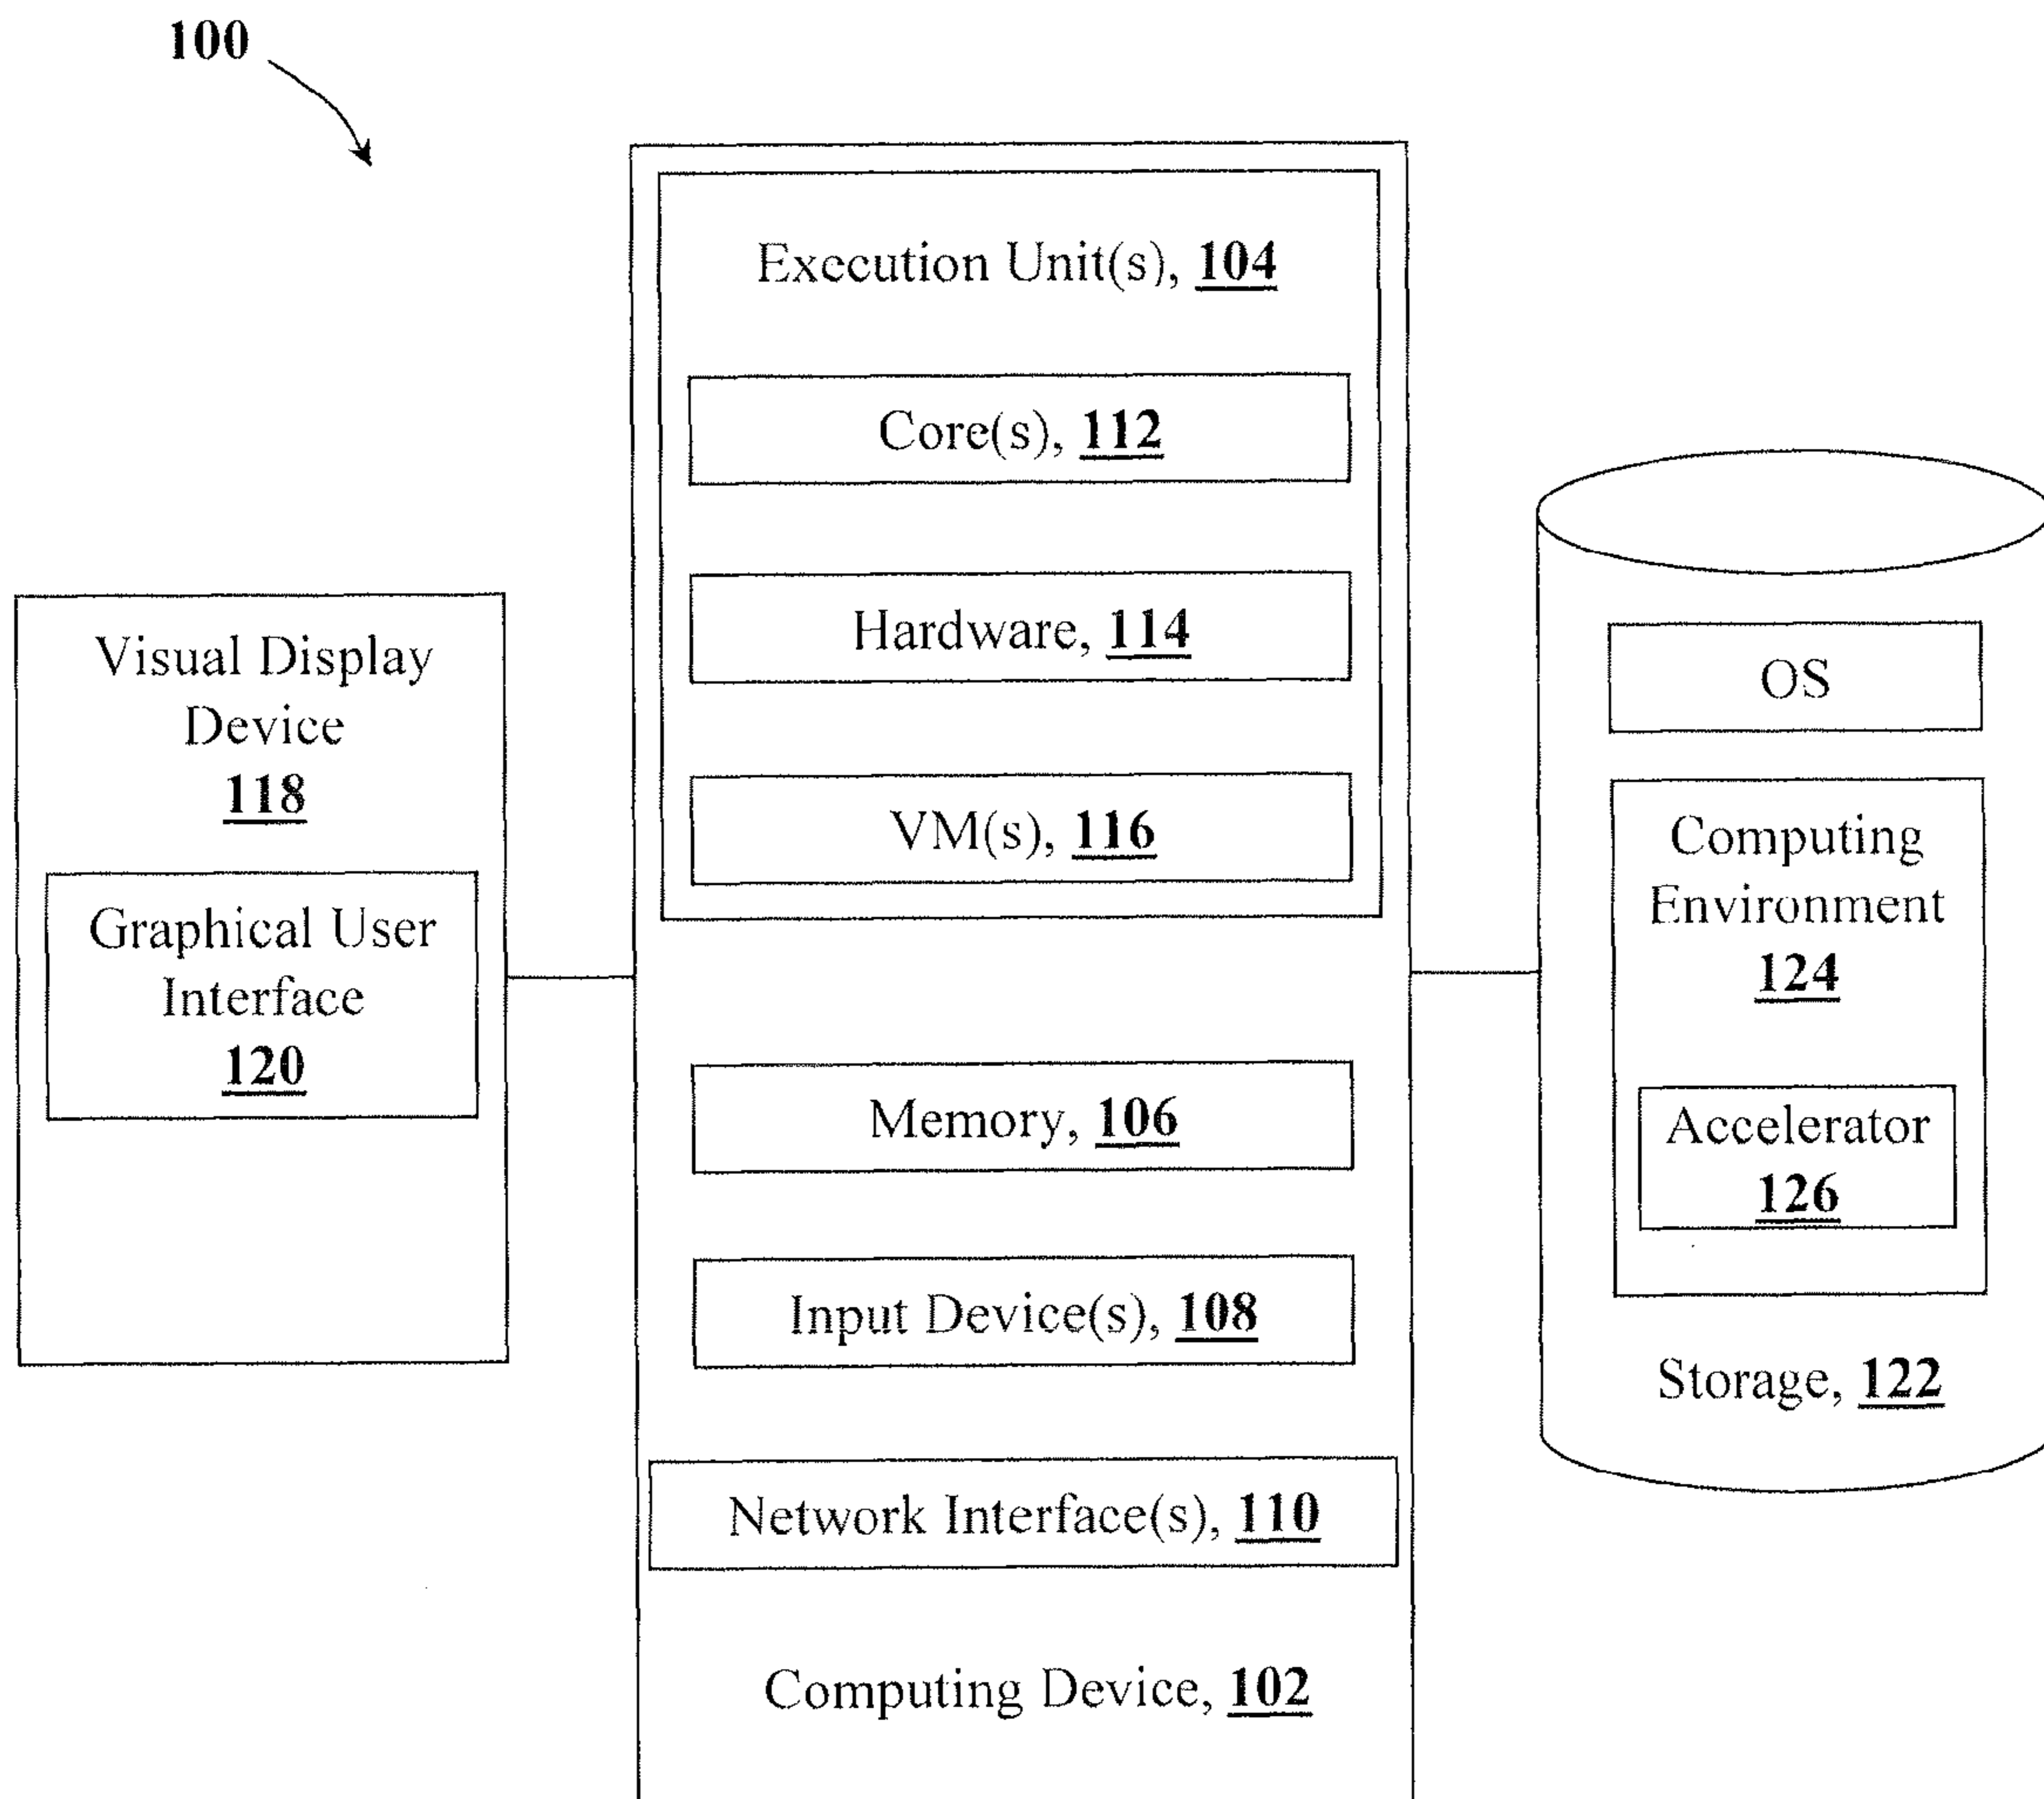 100
Execution Unit(s), 104
Core(s), 112
Hardware, 114
VM(s), 116
Memory, 106
Input Device(s), 108
Network Interface(s), 110
Computing Device, 102
Visual Display
Device
118
Graphical User
Interface
120
OS
Computing
Environment
124
Accelerator
126
Storage, 122